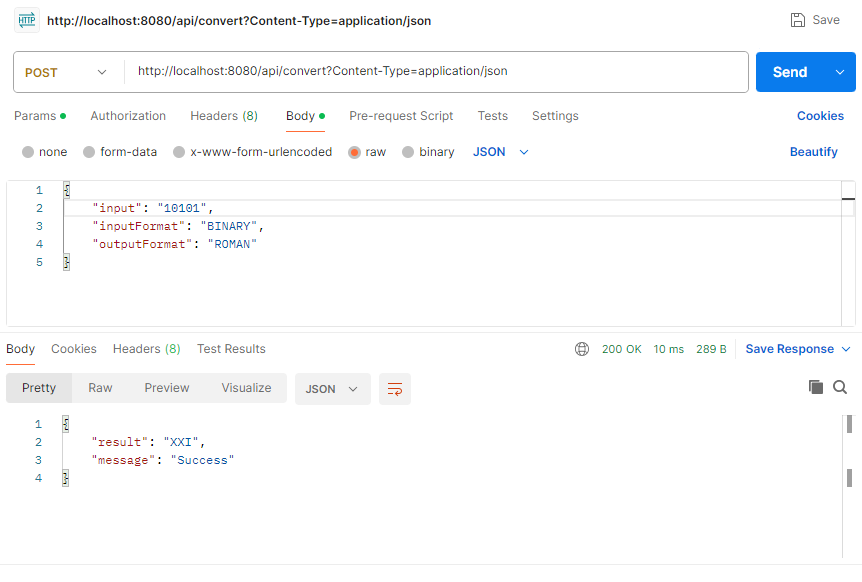 HTTP http://localhost:8080/api/convert?Content-Type=application/json Save
POST http://localhost:8080/api/convert?Content-Type=application/json Send
Params Authorization Headers (8) Body Pre-request Script Tests Settings Cookies
none form-data x-www-form-urlencoded raw binary JSON Beautify
1 {
2 "input": "10101",
3 "inputFormat": "BINARY",
4 "outputFormat": "ROMAN"
5 }
Body Cookies Headers (8) Test Results 200 OK 10 ms 289 B Save Response
Pretty Raw Preview Visualize JSON
1 {
2 "result": "XXI",
3 "message": "Success"
4 }